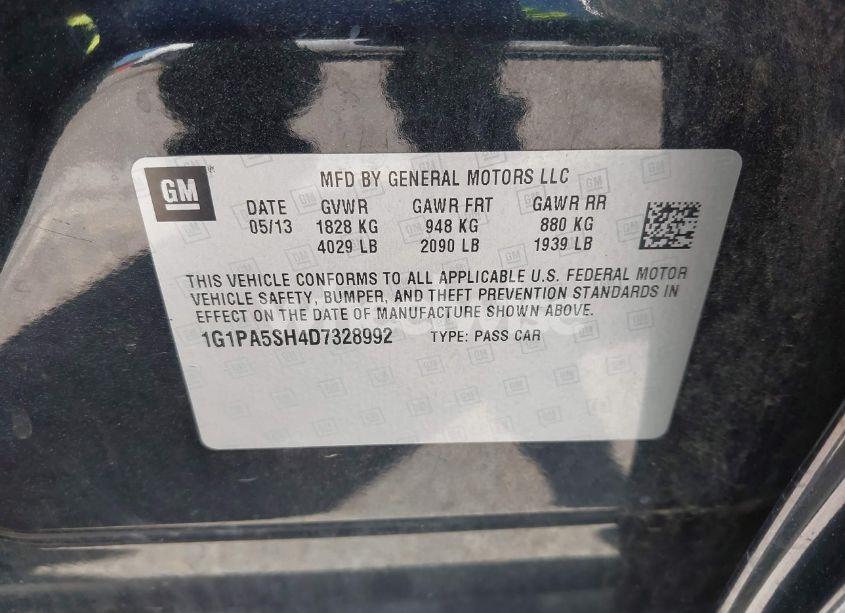 GM
MFD BY GENERAL MOTORS LLC
DATE GVWR GAWR FRT GAWR RR
05/13 1828 KG 948 KG 880 KG
4029 LB 2090 LB 1939 LB
THIS VEHICLE CONFORMS TO ALL APPLICABLE U.S. FEDERAL MOTOR
VEHICLE SAFETY, BUMPER, AND THEFT PREVENTION STANDARDS IN
EFFECT ON THE DATE OF MANUFACTURE SHOWN ABOVE.
1G1PA5SH4D7328992 TYPE: PASS CAR